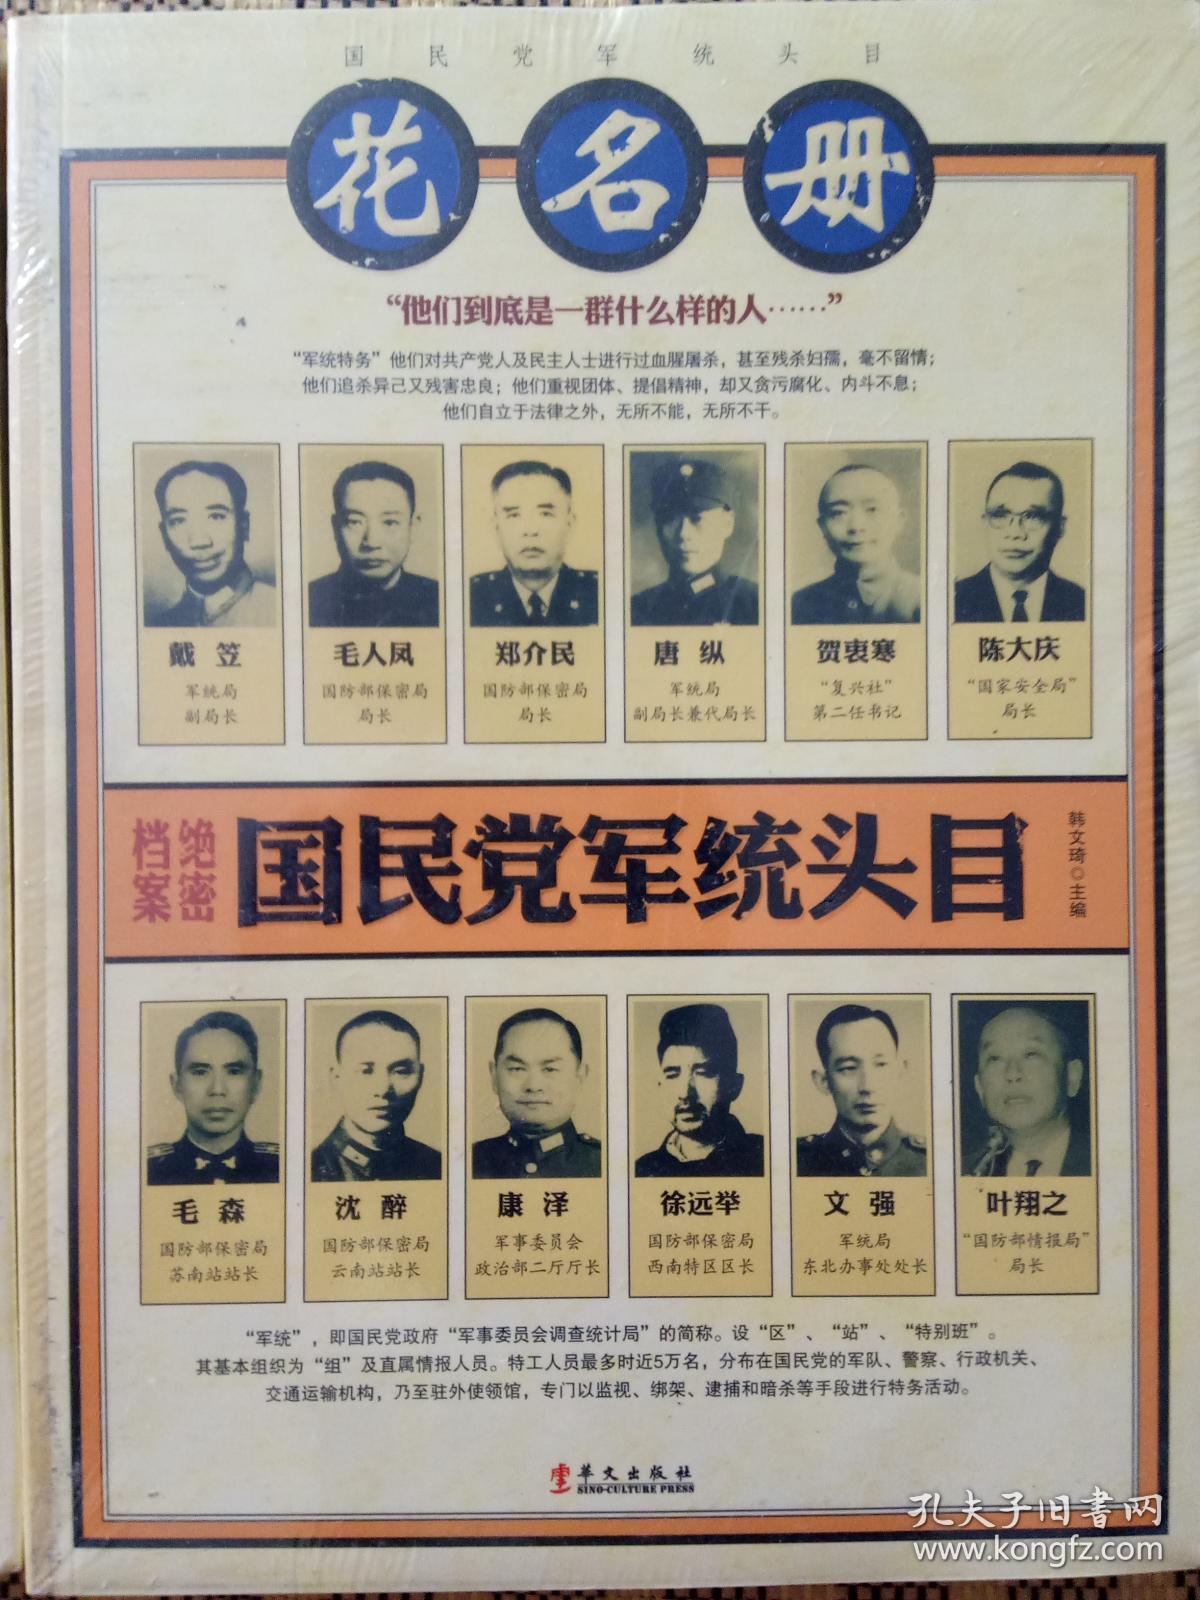 国民党军统头目
花名册
“他们到底是一群什么样的人……”
“军统特务”他们对共产党人及民主人士进行过血腥屠杀，甚至残杀妇孺，毫不留情；
他们追杀异己又残害忠良；他们重视团体、提倡精神，却又贪污腐化、内斗不息；
他们自立于法律之外，无所不能，无所不干。
戴笠
军统局
副局长
毛人凤
国防部保密局
局长
郑介民
国防部保密局
局长
唐纵
军统局
副局长兼代局长
贺衷寒
“复兴社”
第二任书记
陈大庆
“国家安全局”
局长
绝密
档案
国民党军统头目
韩文琦◎主编
毛森
国防部保密局
苏南站站长
沈醉
国防部保密局
云南站站长
康泽
军事委员会
政治部二厅厅长
徐远举
国防部保密局
西南特区区长
文强
军统局
东北办事处处长
叶翔之
“国防部情报局”
局长
“军统”，即国民党政府“军事委员会调查统计局”的简称。设“区”、“站”、“特别班”。
其基本组织为“组”及直属情报人员。特工人员最多时近5万名，分布在国民党的军队、警察、行政机关、
交通运输机构，乃至驻外使领馆，专门以监视、绑架、逮捕和暗杀等手段进行特务活动。
華文出版社
SINO-CULTURE PRESS
孔夫子旧书网
www.kongfz.com